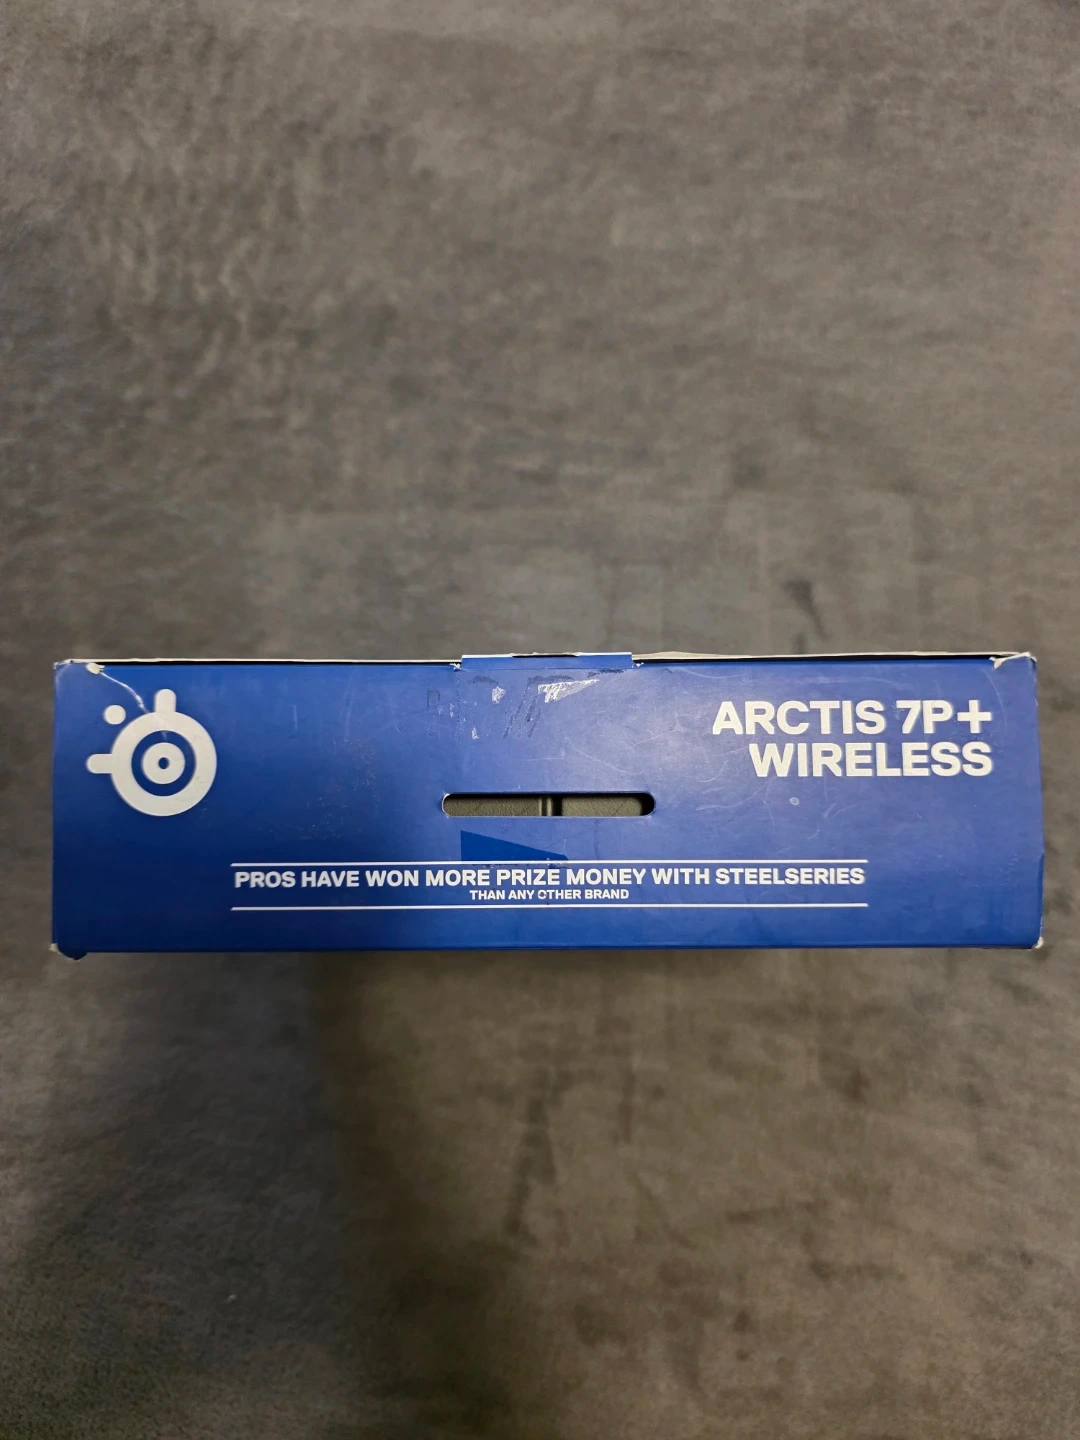 ARCTIS 7P+
WIRELESS
PROS HAVE WON MORE PRIZE MONEY WITH STEELSERIES
THAN ANY OTHER BRAND